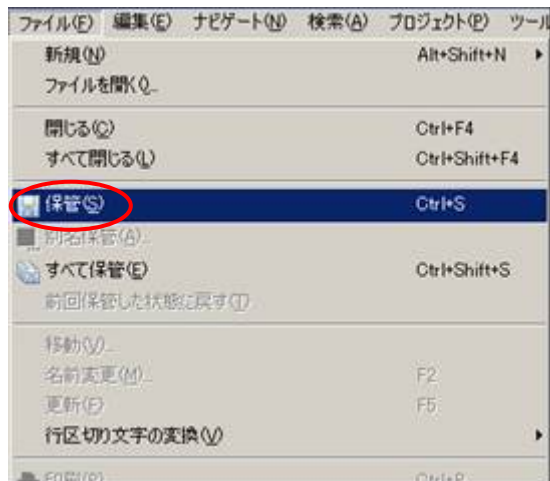 ファイル(F) 編集(E) ナビゲート(N) 検索(A) プロジェクト(P) ツール
新規(N) Alt+Shift+N
ファイルを開く(.)...
閉じる(C) Ctrl+F4
すべて閉じる(L) Ctrl+Shift+F4
保管(S) Ctrl+S
別名保管(A)...
すべて保管(E) Ctrl+Shift+S
前回保管した状態に戻す(T)
移動(V)...
名前変更(M)... F2
更新(F) F5
行区切り文字の変換(V)
印刷(P) Ctrl+P